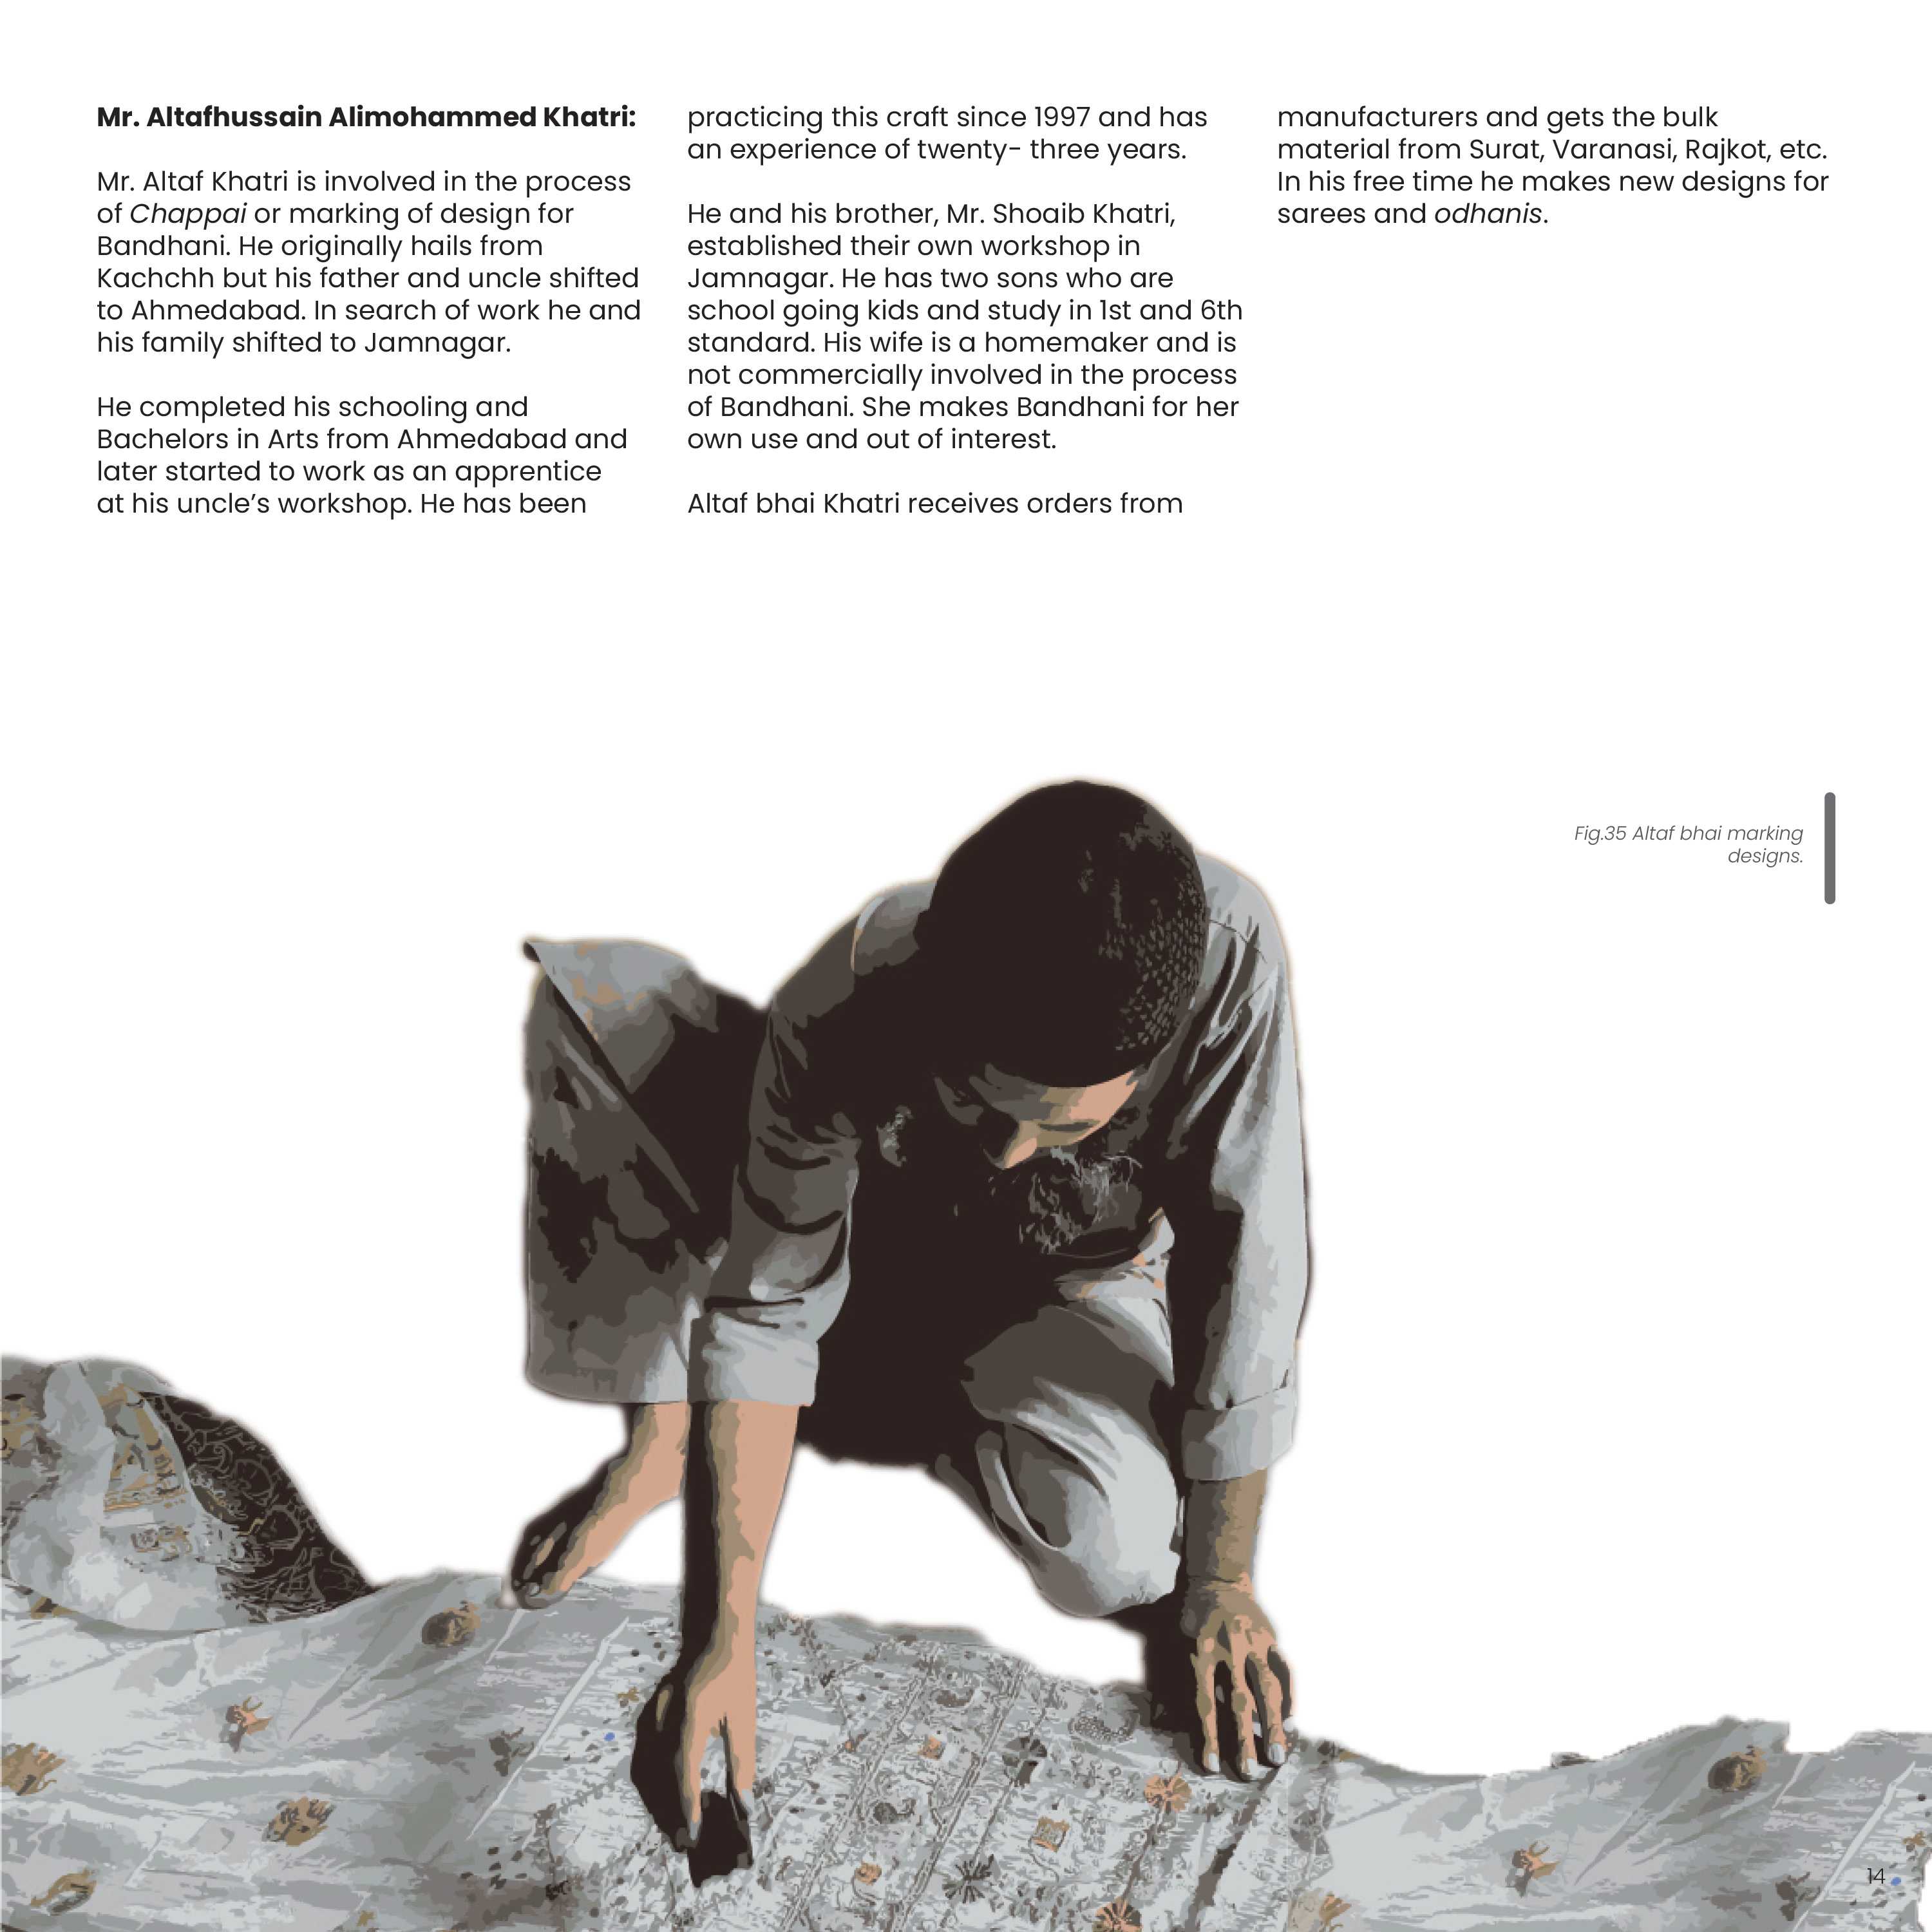 Mr. Altafhussain Alimohammed Khatri:
Mr. Altaf Khatri is involved in the process
of Chappai or marking of design for
Bandhani. He originally hails from
Kachchh but his father and uncle shifted
to Ahmedabad. In search of work he and
his family shifted to Jamnagar.
He completed his schooling and
Bachelors in Arts from Ahmedabad and
later started to work as an apprentice
at his uncle’s workshop. He has been
practicing this craft since 1997 and has
an experience of twenty- three years.
He and his brother, Mr. Shoaib Khatri,
established their own workshop in
Jamnagar. He has two sons who are
school going kids and study in 1st and 6th
standard. His wife is a homemaker and is
not commercially involved in the process
of Bandhani. She makes Bandhani for her
own use and out of interest.
Altaf bhai Khatri receives orders from
manufacturers and gets the bulk
material from Surat, Varanasi, Rajkot, etc.
In his free time he makes new designs for
sarees and odhanis.
Fig.35 Altaf bhai marking
designs.
14